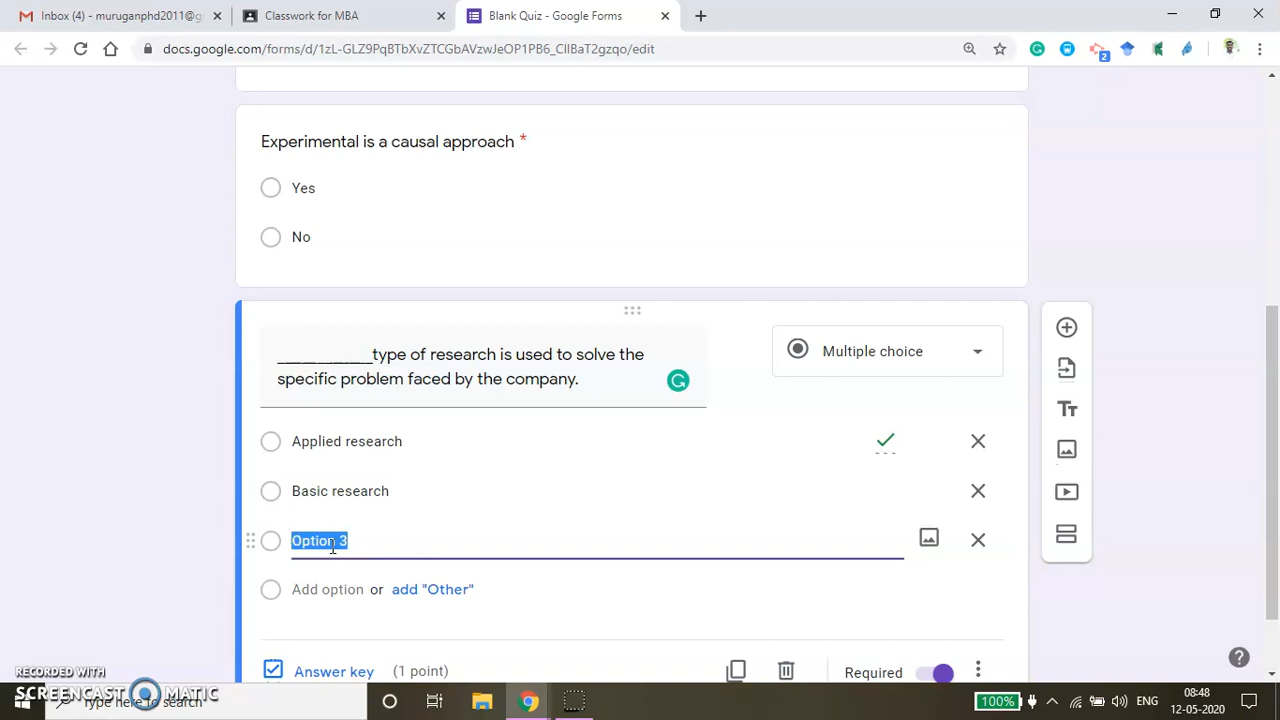 Inbox (4) - muruganphd2011@g
Classwork for MBA
Blank Quiz - Google Forms
docs.google.com/forms/d/1zL-GLZ9PqBTbXvZTCGbAVzwJeOP1PB6_ClIBaT2gzqo/edit
2
Experimental is a causal approach *
Yes
No
____________type of research is used to solve the
specific problem faced by the company.
Multiple choice
Applied research
Basic research
Option 3
Add option or add "Other"
Answer key (1 point)
Required
RECORDED WITH
SCREENCAST MATIC
Type here to search
100%
ENG
08:48
12-05-2020